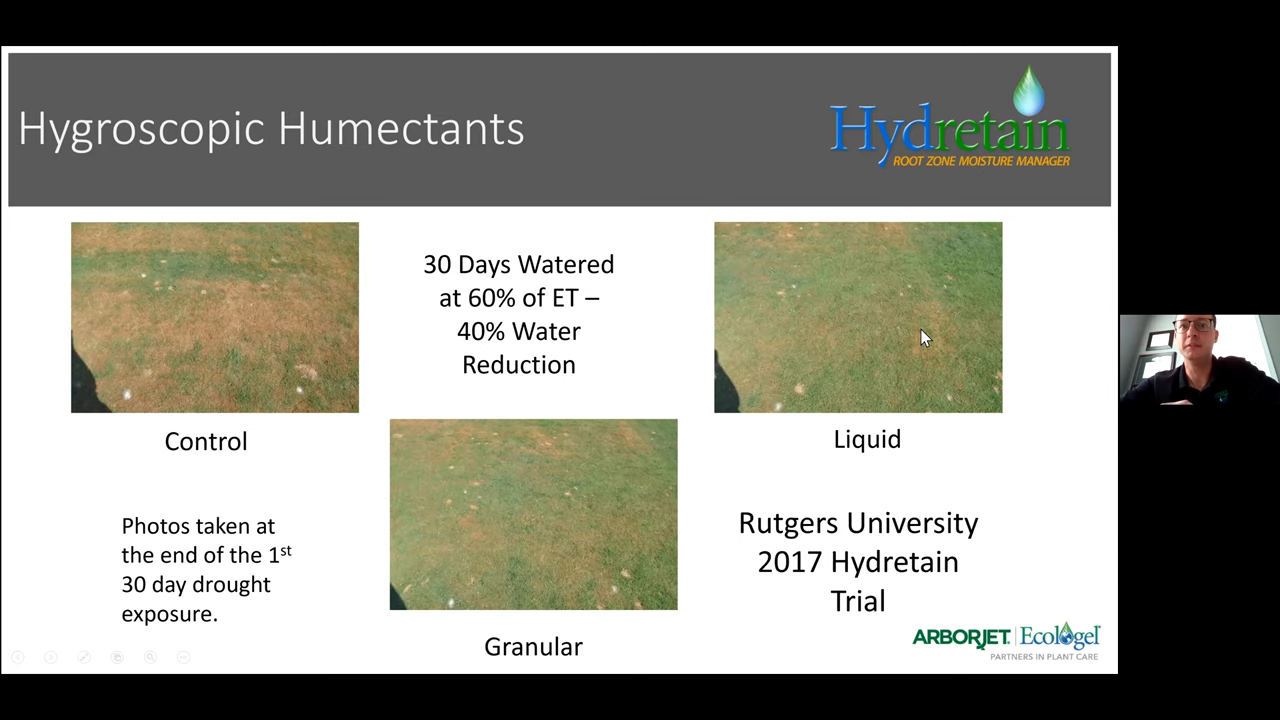 Hygroscopic Humectants
Hydretain
ROOT ZONE MOISTURE MANAGER
30 Days Watered
at 60% of ET –
40% Water
Reduction
Control
Liquid
Photos taken at
the end of the 1st
30 day drought
exposure.
Granular
Rutgers University
2017 Hydretain
Trial
ARBORJET | Ecologel
PARTNERS IN PLANT CARE